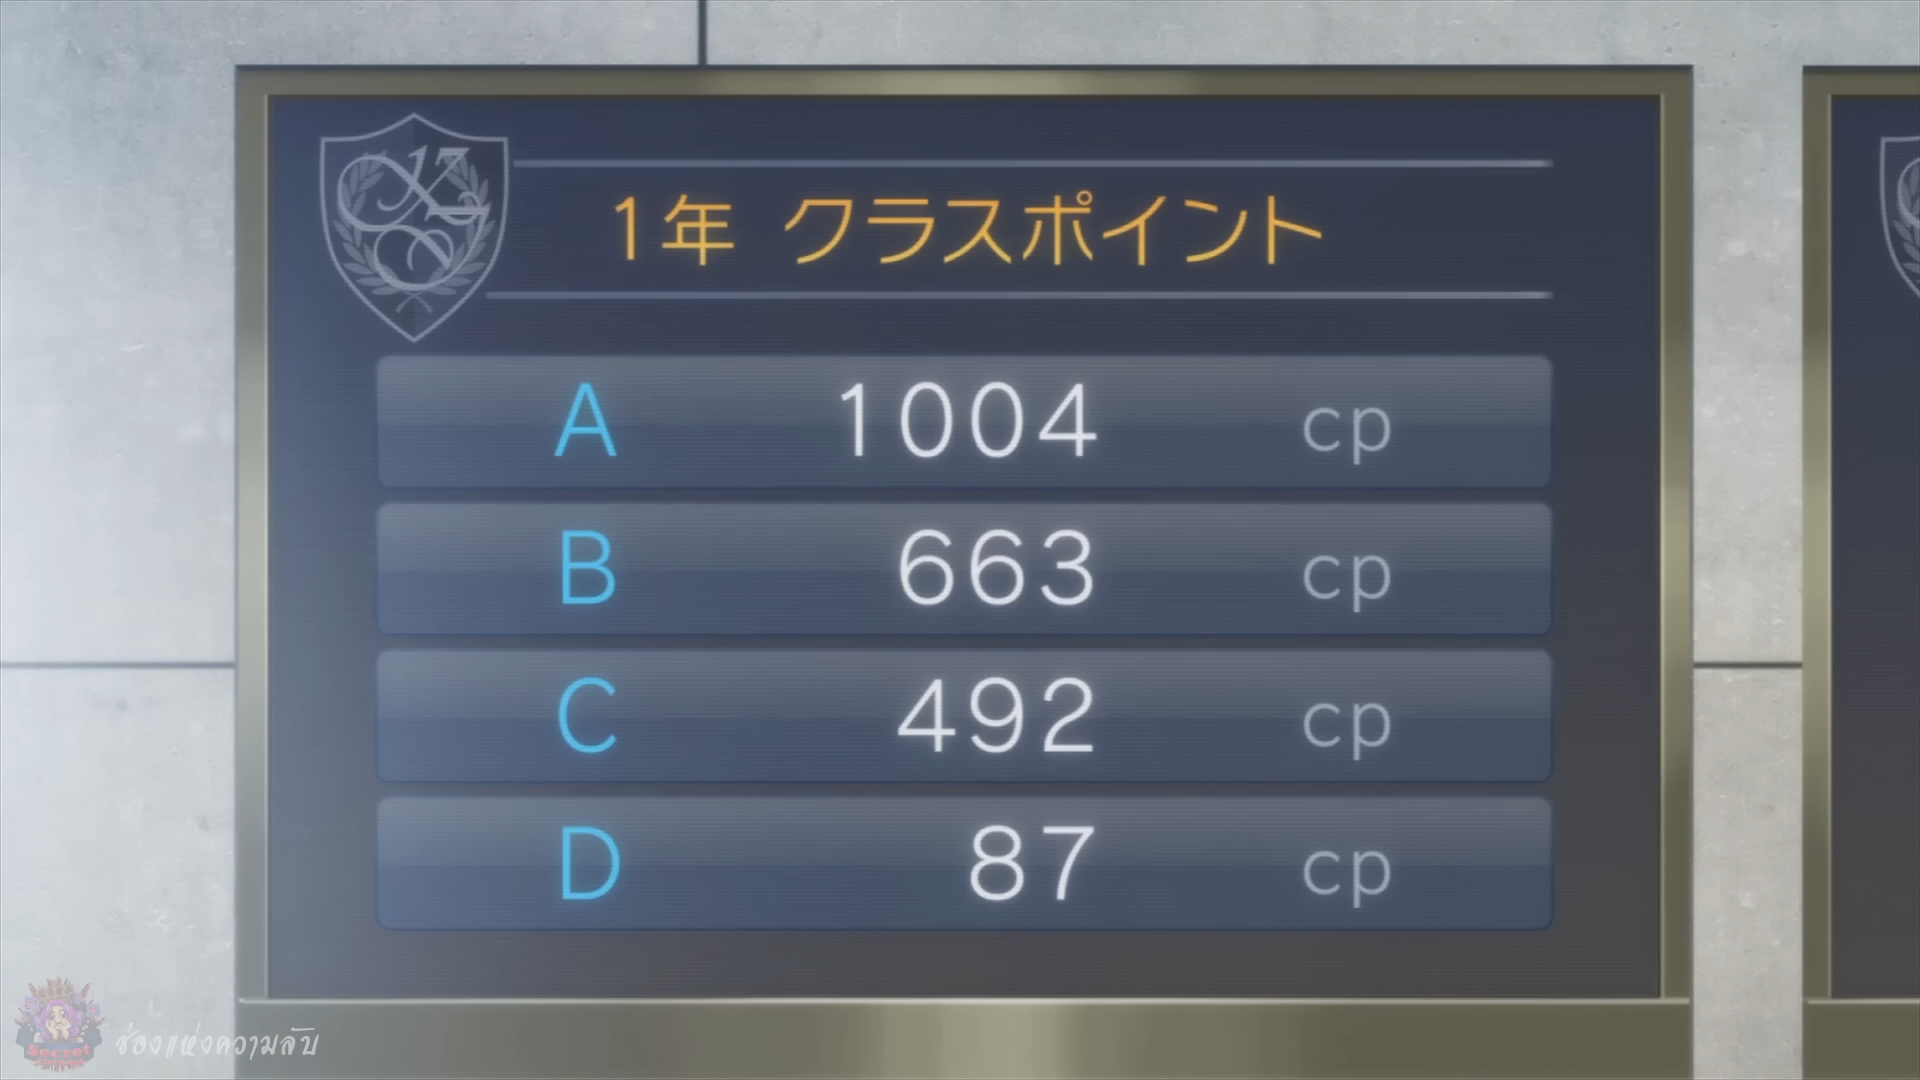 1年 クラスポイント
A 1004 cp
B 663 cp
C 492 cp
D 87 cp
Secret
ช่องแห่งความลับ